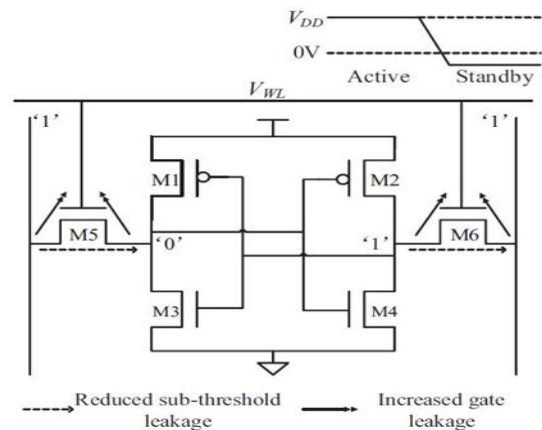 V_DD
0V
Active Standby
V_WL
‘1’ ‘1’
M1 M2
M5 ‘0’ ‘1’ M6
M3 M4
Reduced sub-threshold leakage
Increased gate leakage